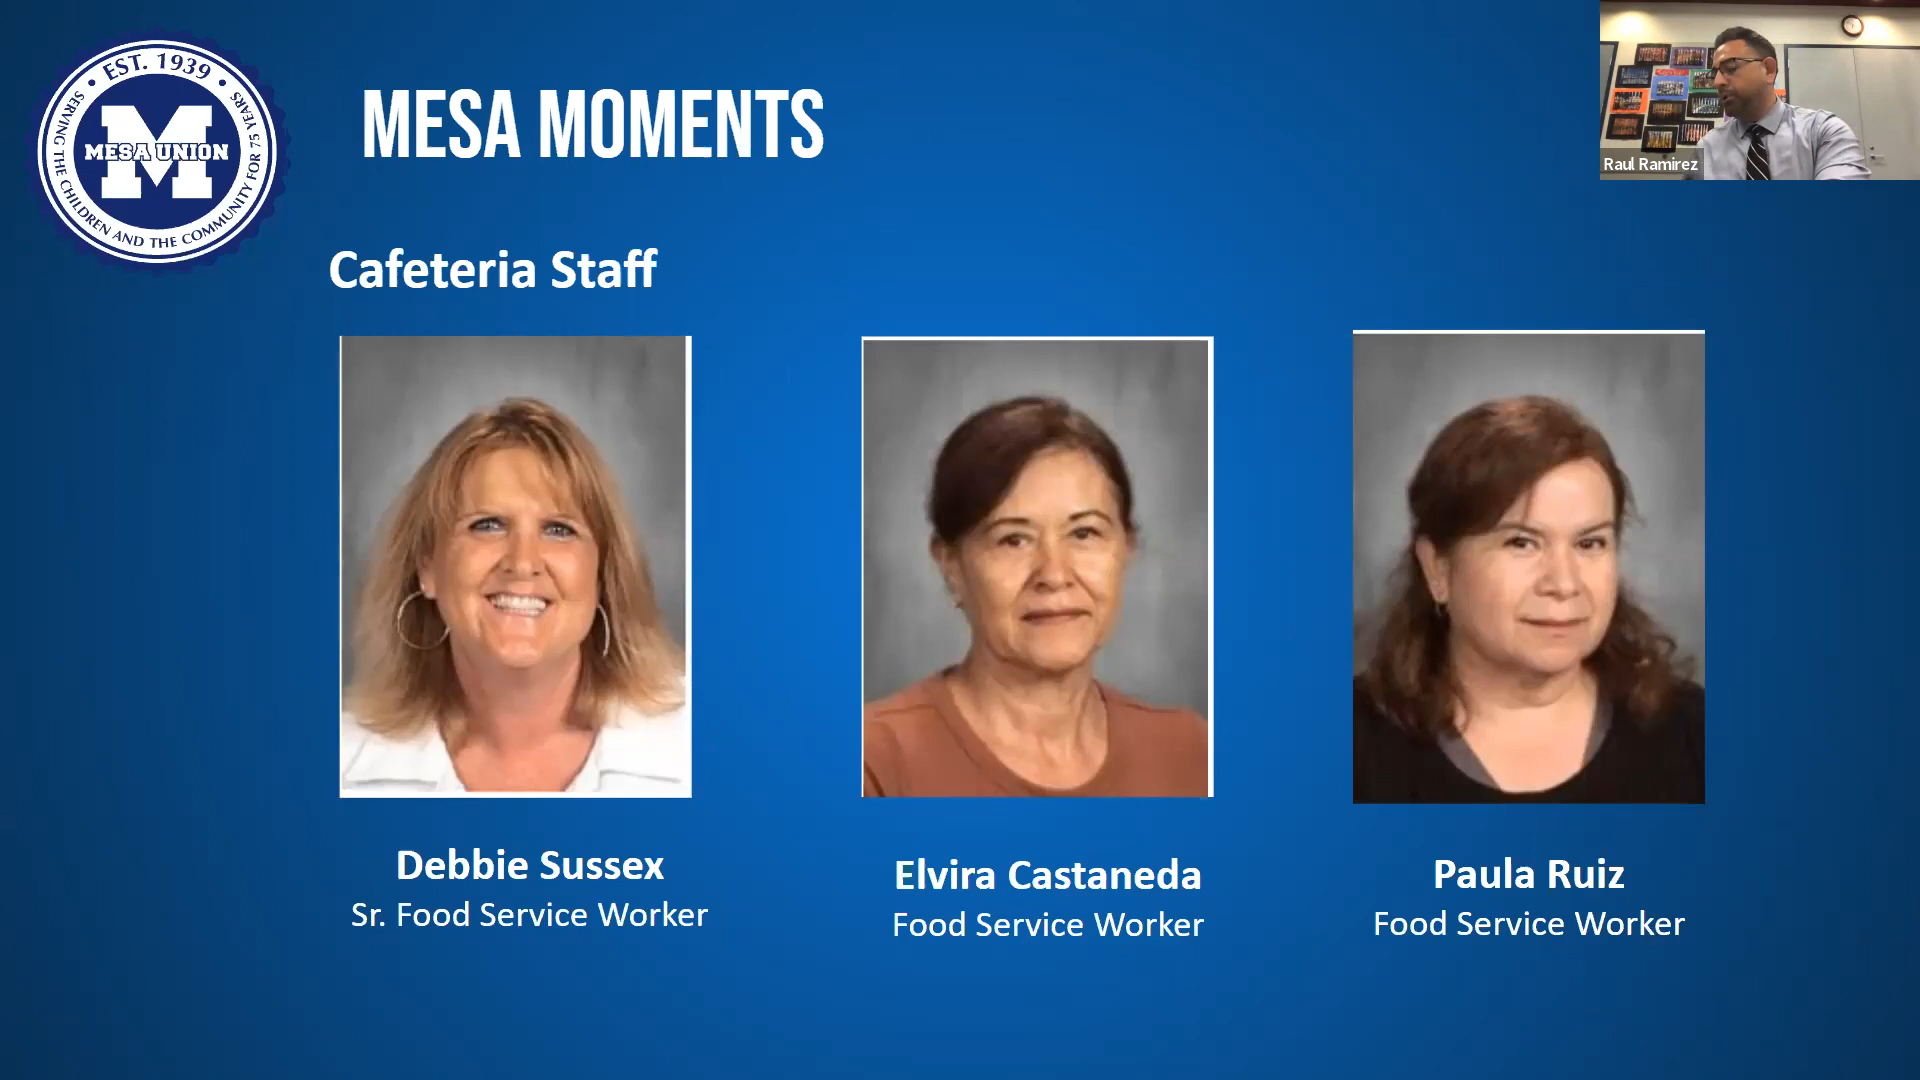 EST. 1939
MESA UNION
SERVING THE CHILDREN AND THE COMMUNITY FOR 75 YEARS
MESA MOMENTS
Raul Ramirez
Cafeteria Staff
Debbie Sussex
Sr. Food Service Worker
Elvira Castaneda
Food Service Worker
Paula Ruiz
Food Service Worker